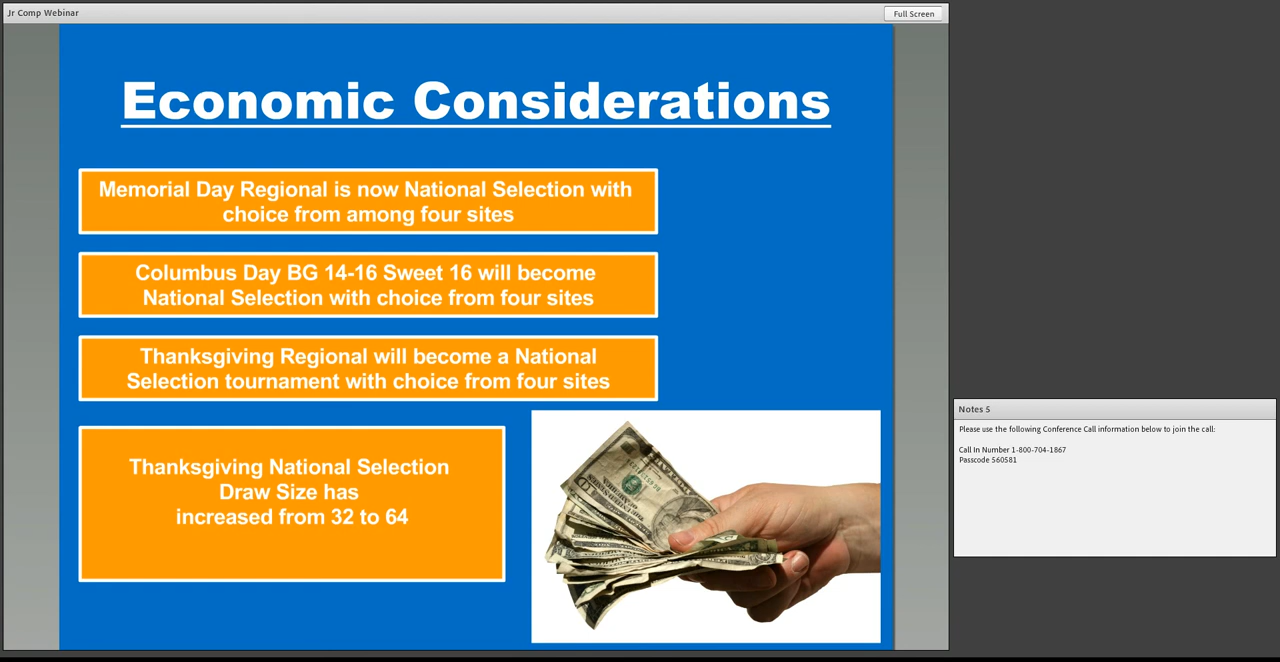 Jr Comp Webinar
Full Screen
Economic Considerations
Memorial Day Regional is now National Selection with
choice from among four sites
Columbus Day BG 14-16 Sweet 16 will become
National Selection with choice from four sites
Thanksgiving Regional will become a National
Selection tournament with choice from four sites
Thanksgiving National Selection
Draw Size has
increased from 32 to 64
Notes 5
Please use the following Conference Call information below to join the call:
Call In Number 1-800-704-1867
Passcode 560581